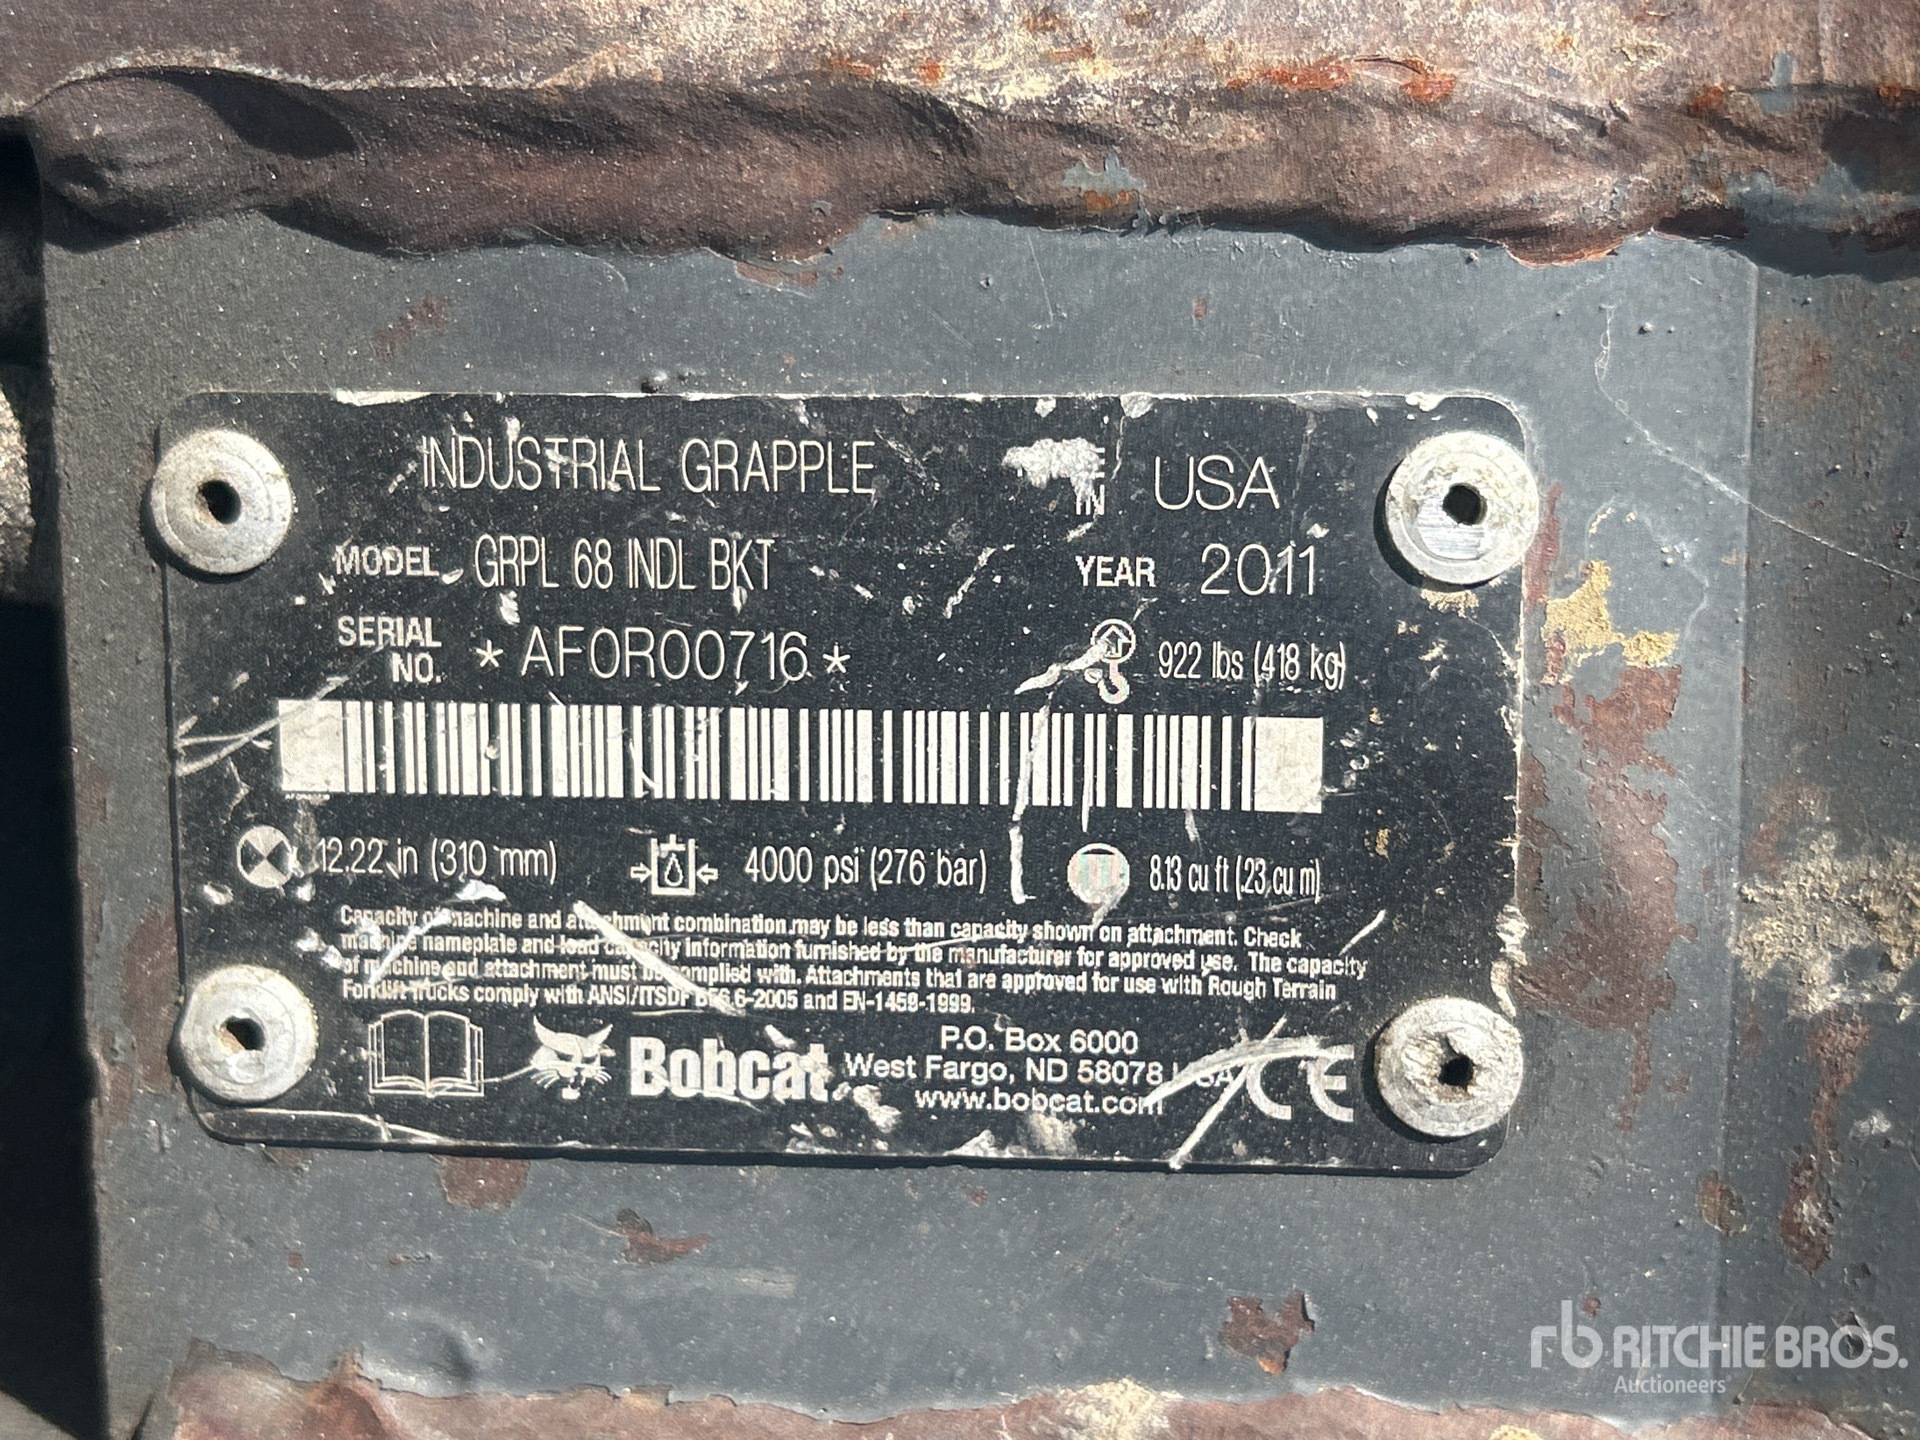 INDUSTRIAL GRAPPLE
IN USA
MODEL GRPL 68 INDL BKT
YEAR 2011
SERIAL NO. *AF0R00716*
922 lbs (418 kg)
12.22 in (310 mm)
4000 psi (276 bar)
8.13 cu ft (.23 cu m)
Capacity of machine and attachment combination may be less than capacity shown on attachment. Check
machine nameplate and load capacity information furnished by the manufacturer for approved use. The capacity
of machine and attachment must be complied with. Attachments that are approved for use with Rough Terrain
Forklift Trucks comply with ANSI/ITSDF B56.6-2005 and EN-1459-1999.
Bobcat
P.O. Box 6000
West Fargo, ND 58078 USA
www.bobcat.com
CE
rb RITCHIE BROS.
Auctioneers